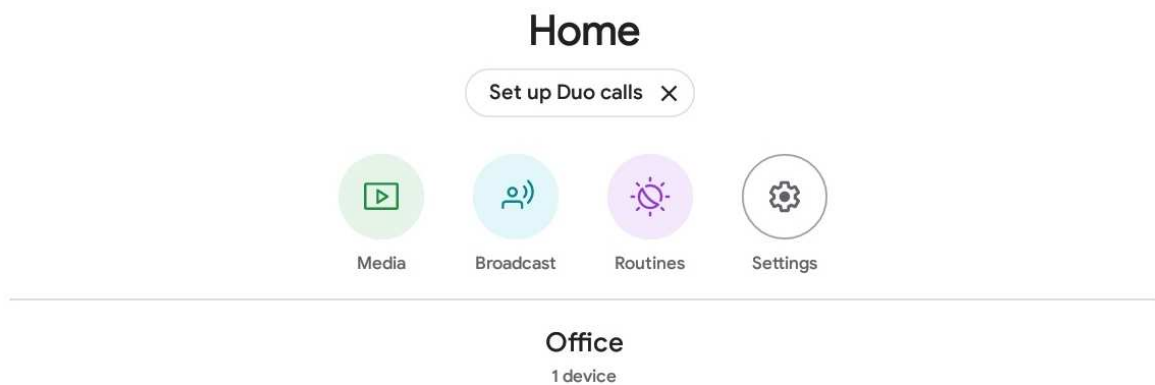 Home
Set up Duo calls
Media Broadcast Routines Settings
Office
1 device